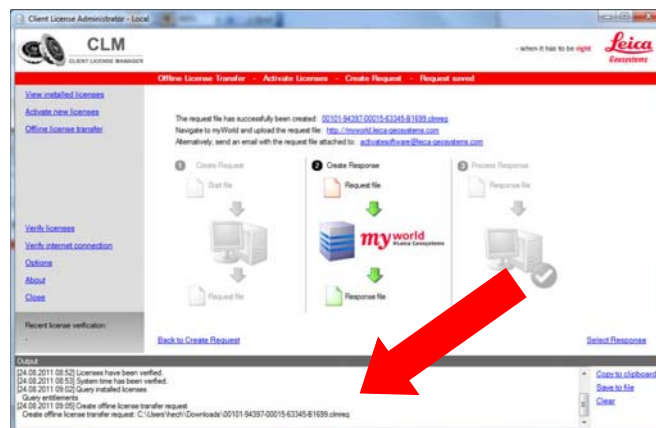 Client License Administrator - Local
CLM
CLIENT LICENSE MANAGER
- when it has to be right
Leica
Geosystems
Offline License Transfer - Activate Licenses - Create Request - Request saved
View installed licenses
Activate new licenses
Offline license transfer
Verify licenses
Verify internet connection
Options
About
Close
Recent license verification:
-
The request file has successfully been created: 00101-94397-00015-63345-B1699.clmreq
Navigate to myWorld and upload the request file: http://myworld.leica-geosystems.com
Alternatively, send an email with the request file attached to: activatesoftware@leica-geosystems.com
1 Create Request
Start file
Request file
2 Create Response
Request file
my world
@Leica Geosystems
Response file
3 Process Response
Response file
Back to Create Request
Select Response
Output
[24.08.2011 08:52] Licenses have been verified.
[24.08.2011 08:53] System time has been verified.
[24.08.2011 09:02] Query installed licenses
Query entitlements
[24.08.2011 09:05] Create offline license transfer request
Create offline license transfer request: C:\Users\hech\Downloads\00101-94397-00015-63345-B1699.clmreq
Copy to clipboard
Save to file
Clear